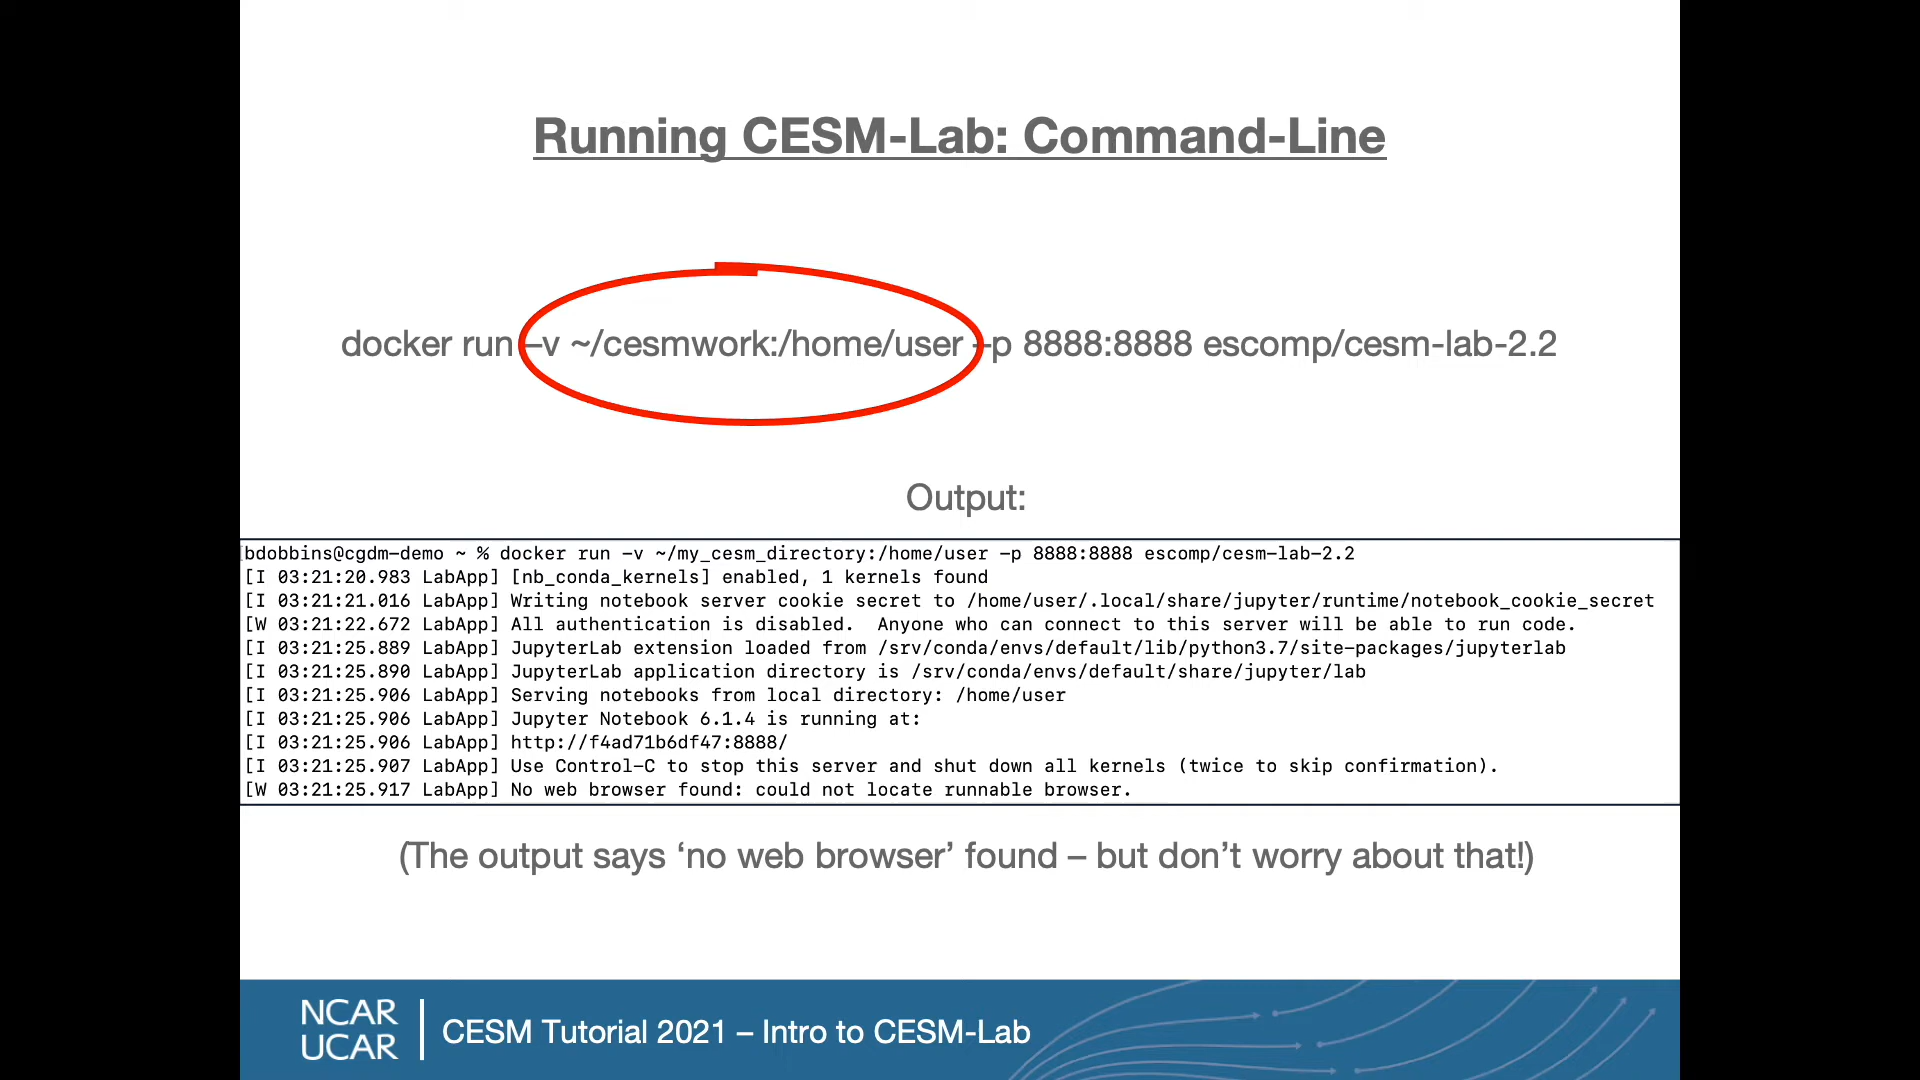 Running CESM-Lab: Command-Line
docker run –v ~/cesmwork:/home/user –p 8888:8888 escomp/cesm-lab-2.2
Output:
[bdobbins@cgdm-demo ~ % docker run -v ~/my_cesm_directory:/home/user -p 8888:8888 escomp/cesm-lab-2.2
[I 03:21:20.983 LabApp] [nb_conda_kernels] enabled, 1 kernels found
[I 03:21:21.016 LabApp] Writing notebook server cookie secret to /home/user/.local/share/jupyter/runtime/notebook_cookie_secret
[W 03:21:22.672 LabApp] All authentication is disabled.  Anyone who can connect to this server will be able to run code.
[I 03:21:25.889 LabApp] JupyterLab extension loaded from /srv/conda/envs/default/lib/python3.7/site-packages/jupyterlab
[I 03:21:25.890 LabApp] JupyterLab application directory is /srv/conda/envs/default/share/jupyter/lab
[I 03:21:25.906 LabApp] Serving notebooks from local directory: /home/user
[I 03:21:25.906 LabApp] Jupyter Notebook 6.1.4 is running at:
[I 03:21:25.906 LabApp] http://f4ad71b6df47:8888/
[I 03:21:25.907 LabApp] Use Control-C to stop this server and shut down all kernels (twice to skip confirmation).
[W 03:21:25.917 LabApp] No web browser found: could not locate runnable browser.
(The output says ‘no web browser’ found – but don’t worry about that!)
NCAR
UCAR
CESM Tutorial 2021 – Intro to CESM-Lab